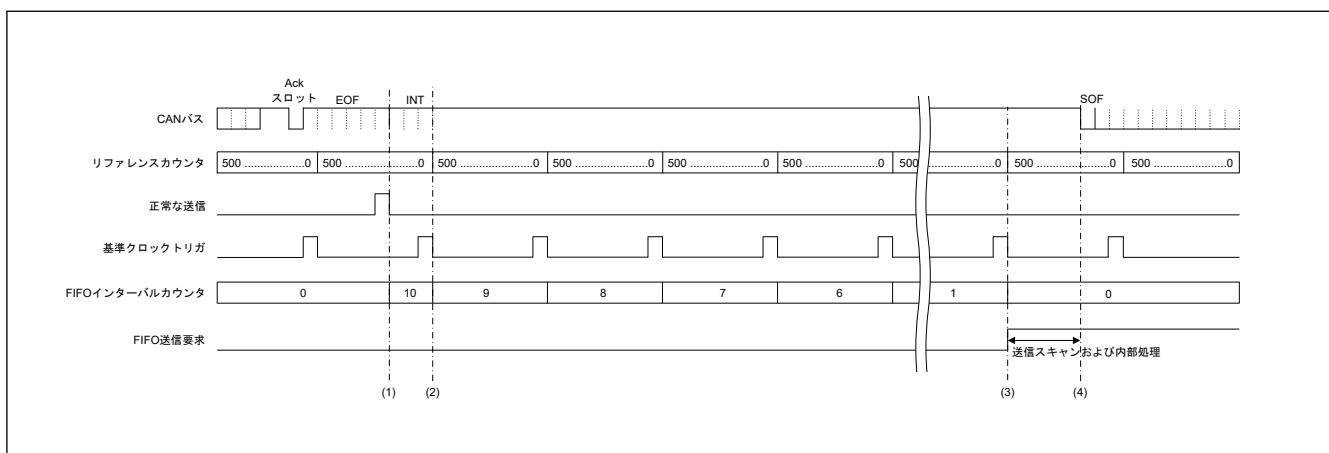 Ack
スロット
EOF
INT
SOF
CANバス
リファレンスカウンタ
500 ..................0
500 ..................0
500 ..................0
500 ..................0
500 ..................0
500 ..................0
500 ..................0
500 ..................0
500 ..................0
正常な送信
基準クロックトリガ
FIFOインターバルカウンタ
0
10
9
8
7
6
1
0
FIFO送信要求
送信スキャンおよび内部処理
(1)
(2)
(3)
(4)